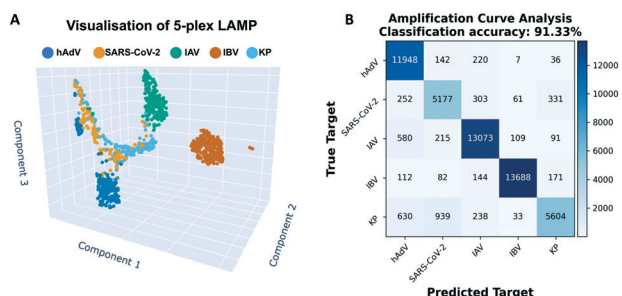 A
Visualisation of 5-plex LAMP
hAdV SARS-CoV-2 IAV IBV KP
Component 3
Component 1
Component 2
B
Amplification Curve Analysis
Classification accuracy: 91.33%
True Target
hAdV
11948 142 220 7 36
SARS-CoV-2
252 5177 303 61 331
IAV
580 215 13073 109 91
IBV
112 82 144 13688 171
KP
630 939 238 33 5604
hAdV SARS-CoV-2 IAV IBV KP
Predicted Target
12000
10000
8000
6000
4000
2000